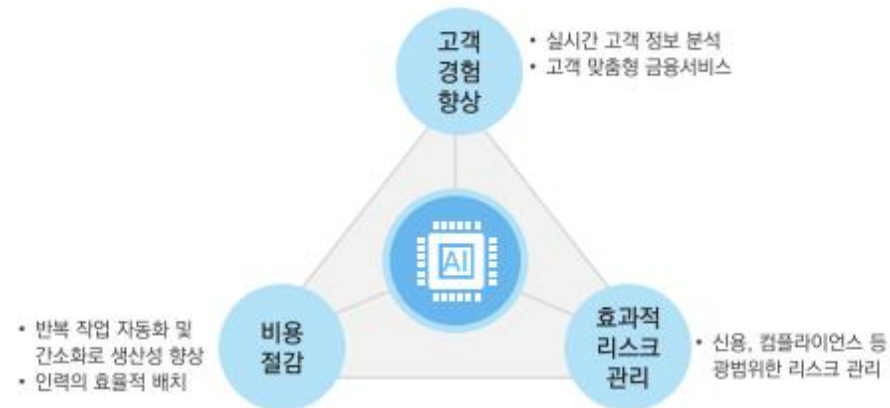 고객
경험
향상
• 실시간 고객 정보 분석
• 고객 맞춤형 금융서비스
AI
• 반복 작업 자동화 및
간소화로 생산성 향상
• 인력의 효율적 배치
비용
절감
효과적
리스크
관리
• 신용, 컴플라이언스 등
광범위한 리스크 관리